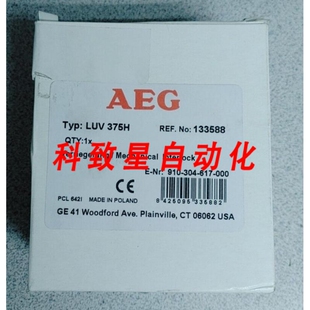 AEG
Typ: LUV 375H
REF. No: 133588
QTY:1x
Mechanical Interlock
科致星自动化
E-Nr: 910-304-617-000
PCL 6421 MADE IN POLAND
GE 41 Woodford Ave. Plainville, CT 06062 USA